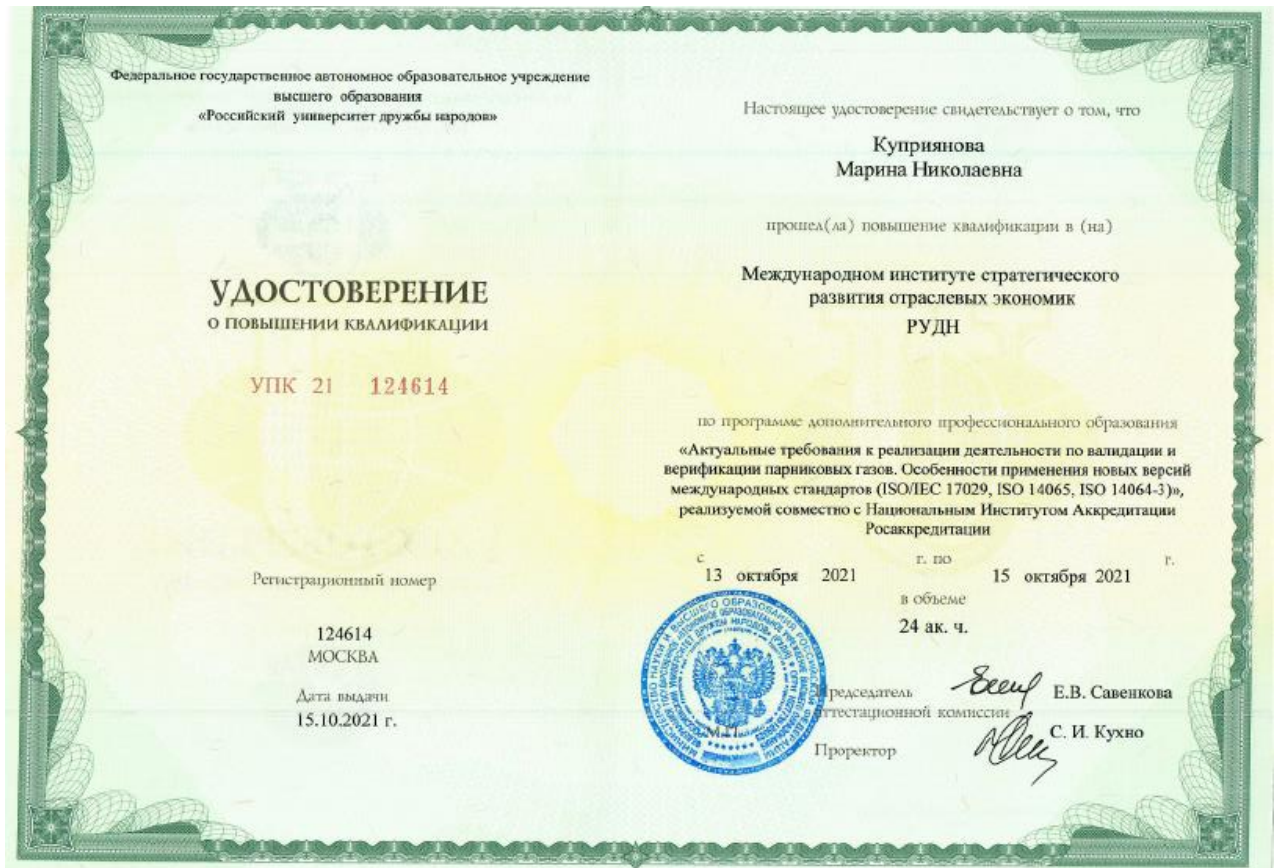 Федеральное государственное автономное образовательное учреждение
высшего образования
«Российский университет дружбы народов»
УДОСТОВЕРЕНИЕ
О ПОВЫШЕНИИ КВАЛИФИКАЦИИ
УПК 21 124614
Регистрационный номер
124614
МОСКВА
Дата выдачи
15.10.2021 г.
Настоящее удостоверение свидетельствует о том, что
Куприянова
Марина Николаевна
прошел(ла) повышение квалификации в (на)
Международном институте стратегического
развития отраслевых экономик
РУДН
по программе дополнительного профессионального образования
«Актуальные требования к реализации деятельности по валидации и
верификации парниковых газов. Особенности применения новых версий
международных стандартов (ISO/IEC 17029, ISO 14065, ISO 14064-3)»,
реализуемой совместно с Национальным Институтом Аккредитации
Росаккредитации
с г. по г.
13 октября 2021 15 октября 2021
в объеме
24 ак. ч.
Председатель Е.В. Савенкова
аттестационной комиссии
М.П. С. И. Кухно
Проректор